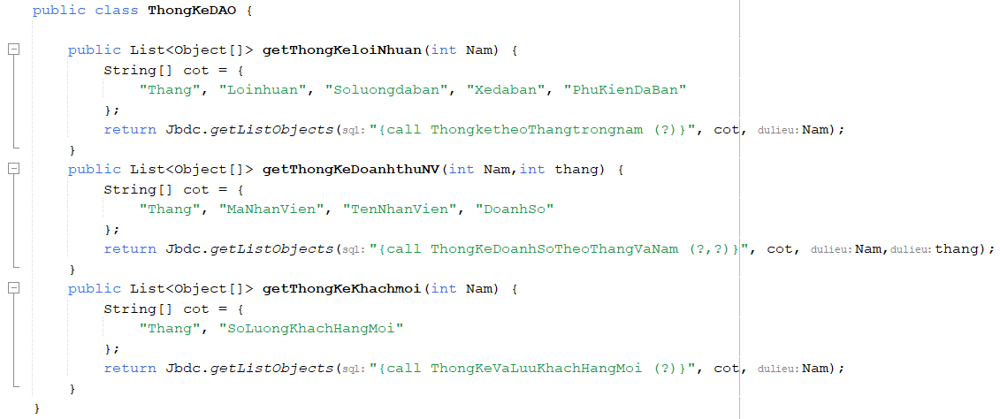 public class ThongKeDAO {
public List<Object[]> getThongKeloiNhuan(int Nam) {
String[] cot = {
"Thang", "Loinhuan", "Soluongdaban", "Xedaban", "PhuKienDaBan"
};
return Jbdc.getListObjects(sql: "{call ThongketheoThangtrongnam (?)}", cot, dulieu: Nam);
}
public List<Object[]> getThongKeDoanhthuNV(int Nam,int thang) {
String[] cot = {
"Thang", "MaNhanVien", "TenNhanVien", "DoanhSo"
};
return Jbdc.getListObjects(sql: "{call ThongKeDoanhSoTheoThangVaNam (?,?)}", cot, dulieu: Nam,dulieu: thang);
}
public List<Object[]> getThongKeKhachmoi(int Nam) {
String[] cot = {
"Thang", "SoLuongKhachHangMoi"
};
return Jbdc.getListObjects(sql: "{call ThongKeVaLuuKhachHangMoi (?)}", cot, dulieu: Nam);
}
}